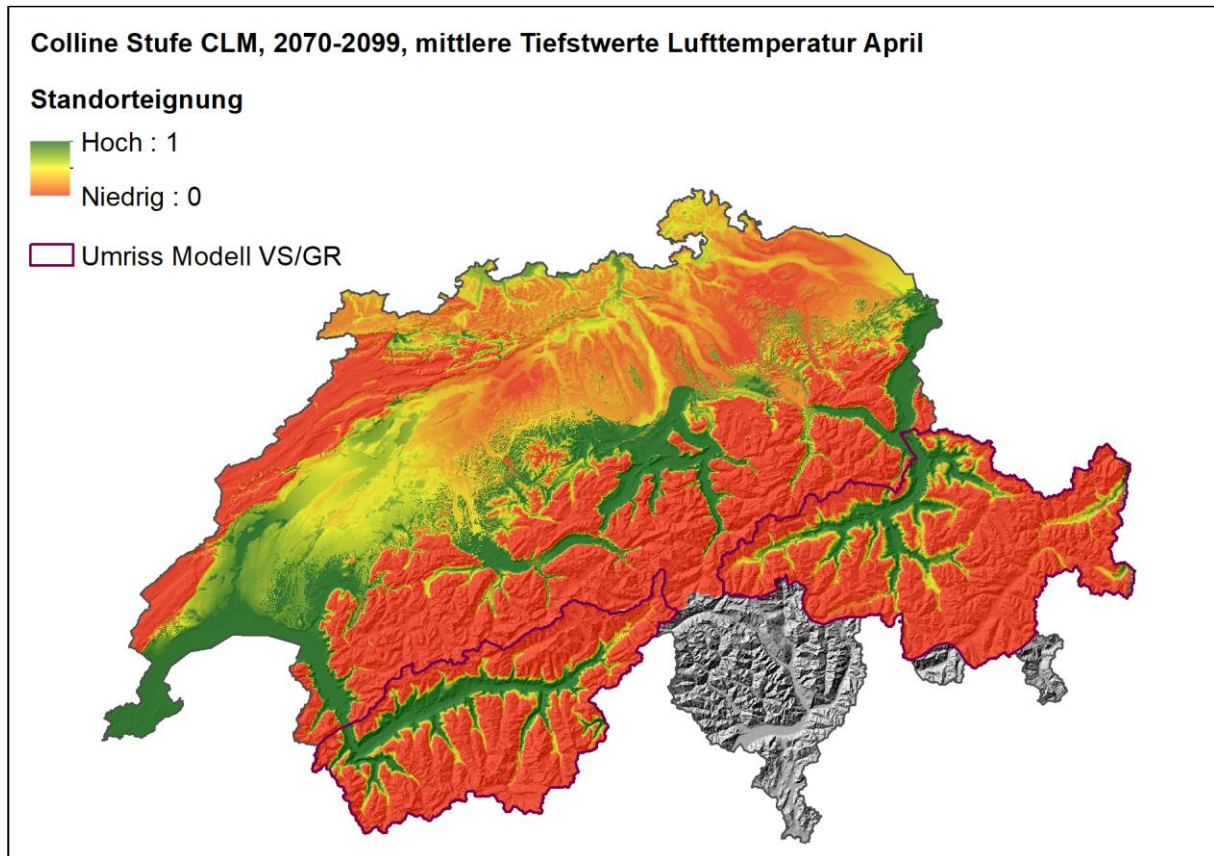 Colline Stufe CLM, 2070-2099, mittlere Tiefstwerte Lufttemperatur April
Standorteignung
Hoch : 1
Niedrig : 0
Umriss Modell VS/GR